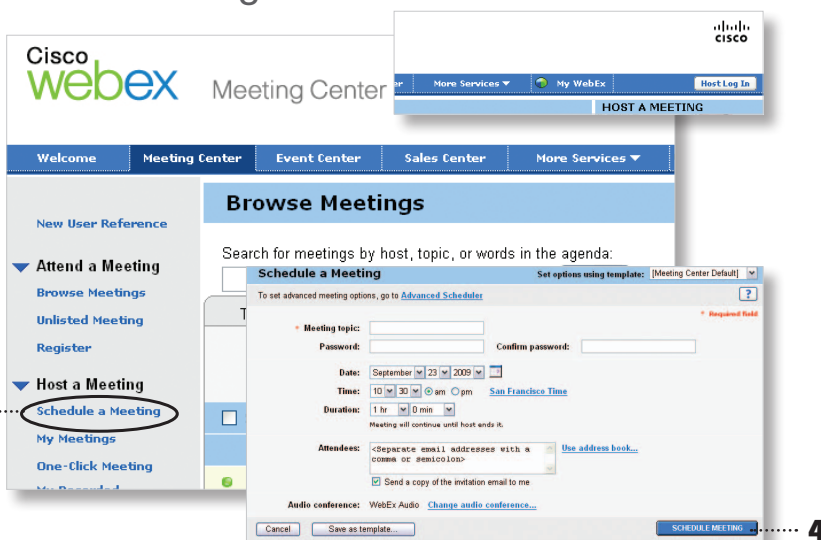 cisco
er More Services ▼ My WebEx Host Log In
HOST A MEETING
Cisco
webex Meeting Center
Welcome Meeting Center Event Center Sales Center More Services ▼
New User Reference
Attend a Meeting
Browse Meetings
Unlisted Meeting
Register
Host a Meeting
Schedule a Meeting
My Meetings
One-Click Meeting
My Recorded
Browse Meetings
Search for meetings by host, topic, or words in the agenda:
T
Schedule a Meeting Set options using template: [Meeting Center Default]
To set advanced meeting options, go to Advanced Scheduler ?
* Required field
* Meeting topic:
Password: Confirm password:
Date: September 23 2009
Time: 10 30 am pm San Francisco Time
Duration: 1 hr 0 min
Meeting will continue until host ends it.
Attendees: <Separate email addresses with a Use address book...
comma or semicolon>
Send a copy of the invitation email to me
Audio conference: WebEx Audio Change audio conference...
Cancel Save as template... SCHEDULE MEETING 4